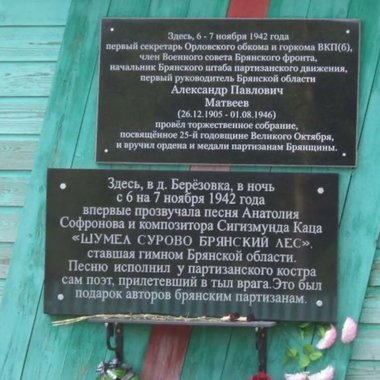 Здесь, 6 - 7 ноября 1942 года
первый секретарь Орловского обкома и горкома ВКП(б),
член Военного совета Брянского фронта,
начальник Брянского штаба партизанского движения,
первый руководитель Брянской области
Александр Павлович
Матвеев
(26.12.1905 - 01.08.1946)
провёл торжественное собрание,
посвящённое 25-й годовщине Великого Октября,
и вручил ордена и медали партизанам Брянщины.
Здесь, в д. Берёзовка, в ночь
с 6 на 7 ноября 1942 года
впервые прозвучала песня Анатолия
Софронова и композитора Сигизмунда Каца
«ШУМЕЛ СУРОВО БРЯНСКИЙ ЛЕС»,
ставшая гимном Брянской области.
Песню исполнил у партизанского костра
сам поэт, прилетевший в тыл врага.Это был
подарок авторов брянским партизанам.